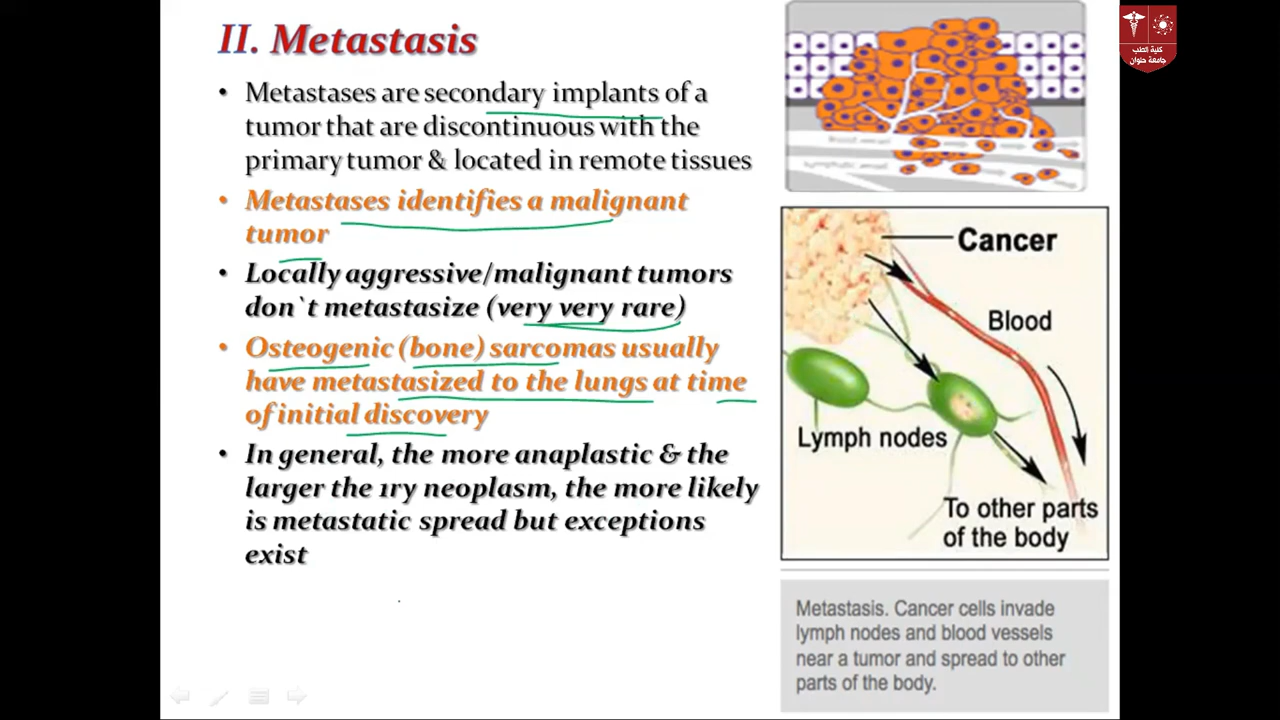 II. Metastasis
• Metastases are secondary implants of a
tumor that are discontinuous with the
primary tumor & located in remote tissues
• Metastases identifies a malignant
tumor
• Locally aggressive/malignant tumors
don`t metastasize (very very rare)
• Osteogenic (bone) sarcomas usually
have metastasized to the lungs at time
of initial discovery
• In general, the more anaplastic & the
larger the 1ry neoplasm, the more likely
is metastatic spread but exceptions
exist
Cancer
Blood
Lymph nodes
To other parts
of the body
Metastasis. Cancer cells invade
lymph nodes and blood vessels
near a tumor and spread to other
parts of the body.
كلية الطب
جامعة حلوان